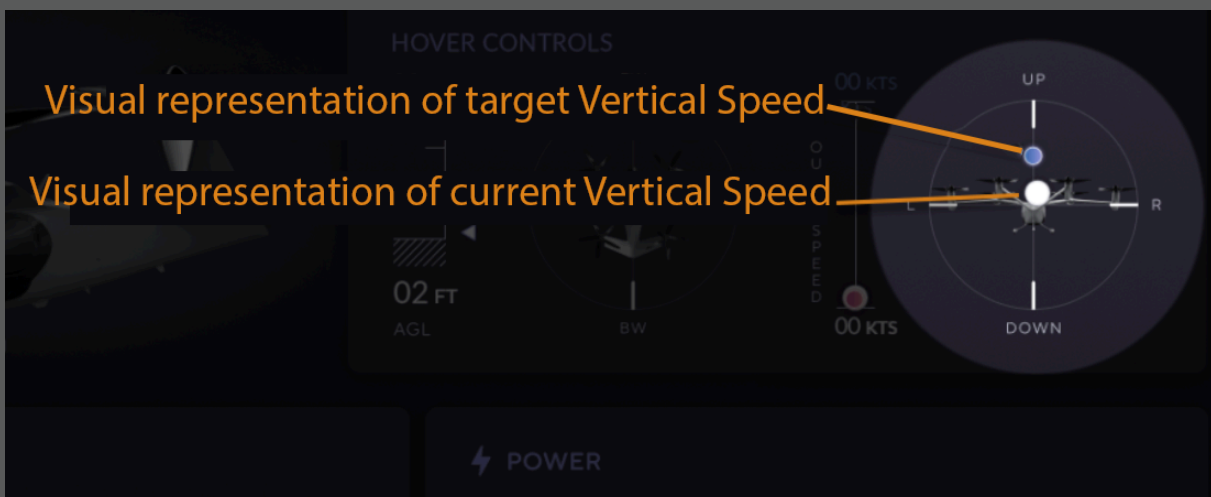 HOVER CONTROLS
Visual representation of target Vertical Speed
00 KTS
UP
Visual representation of current Vertical Speed
L
R
SPEED
02 FT
AGL
BW
00 KTS
DOWN
POWER